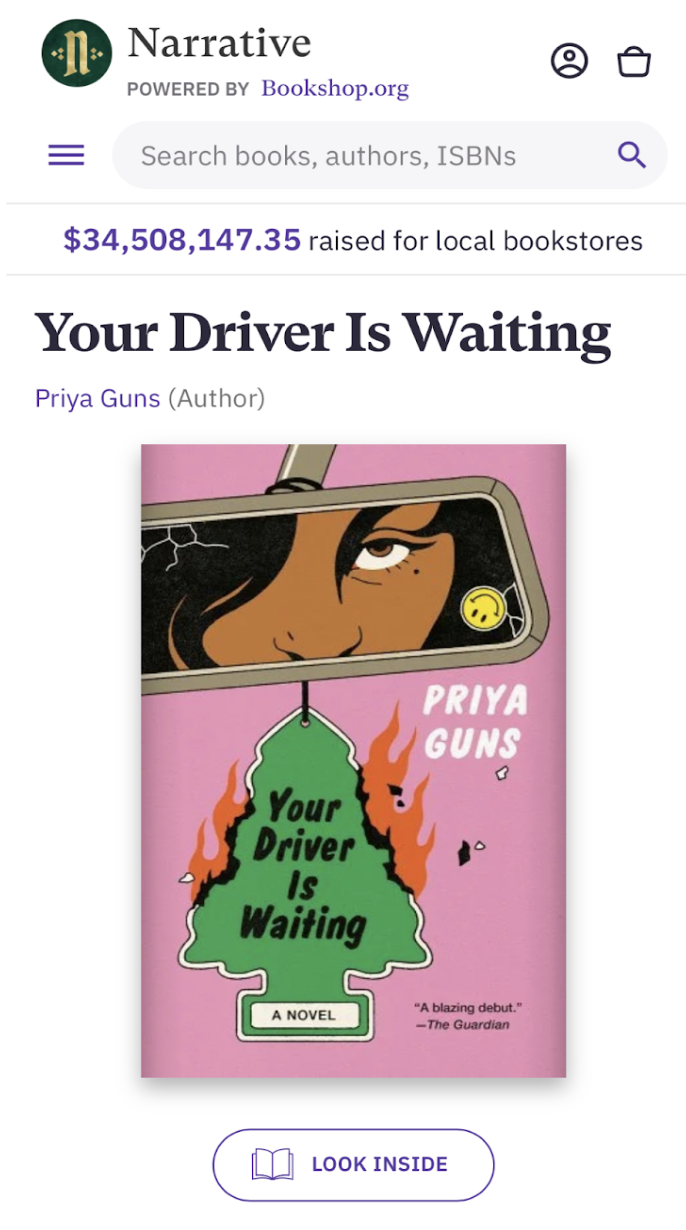 Narrative
POWERED BY Bookshop.org
Search books, authors, ISBNs
$34,508,147.35 raised for local bookstores
Your Driver Is Waiting
Priya Guns (Author)
PRIYA
GUNS
Your
Driver
Is
Waiting
A NOVEL
“A blazing debut.”
—The Guardian
LOOK INSIDE